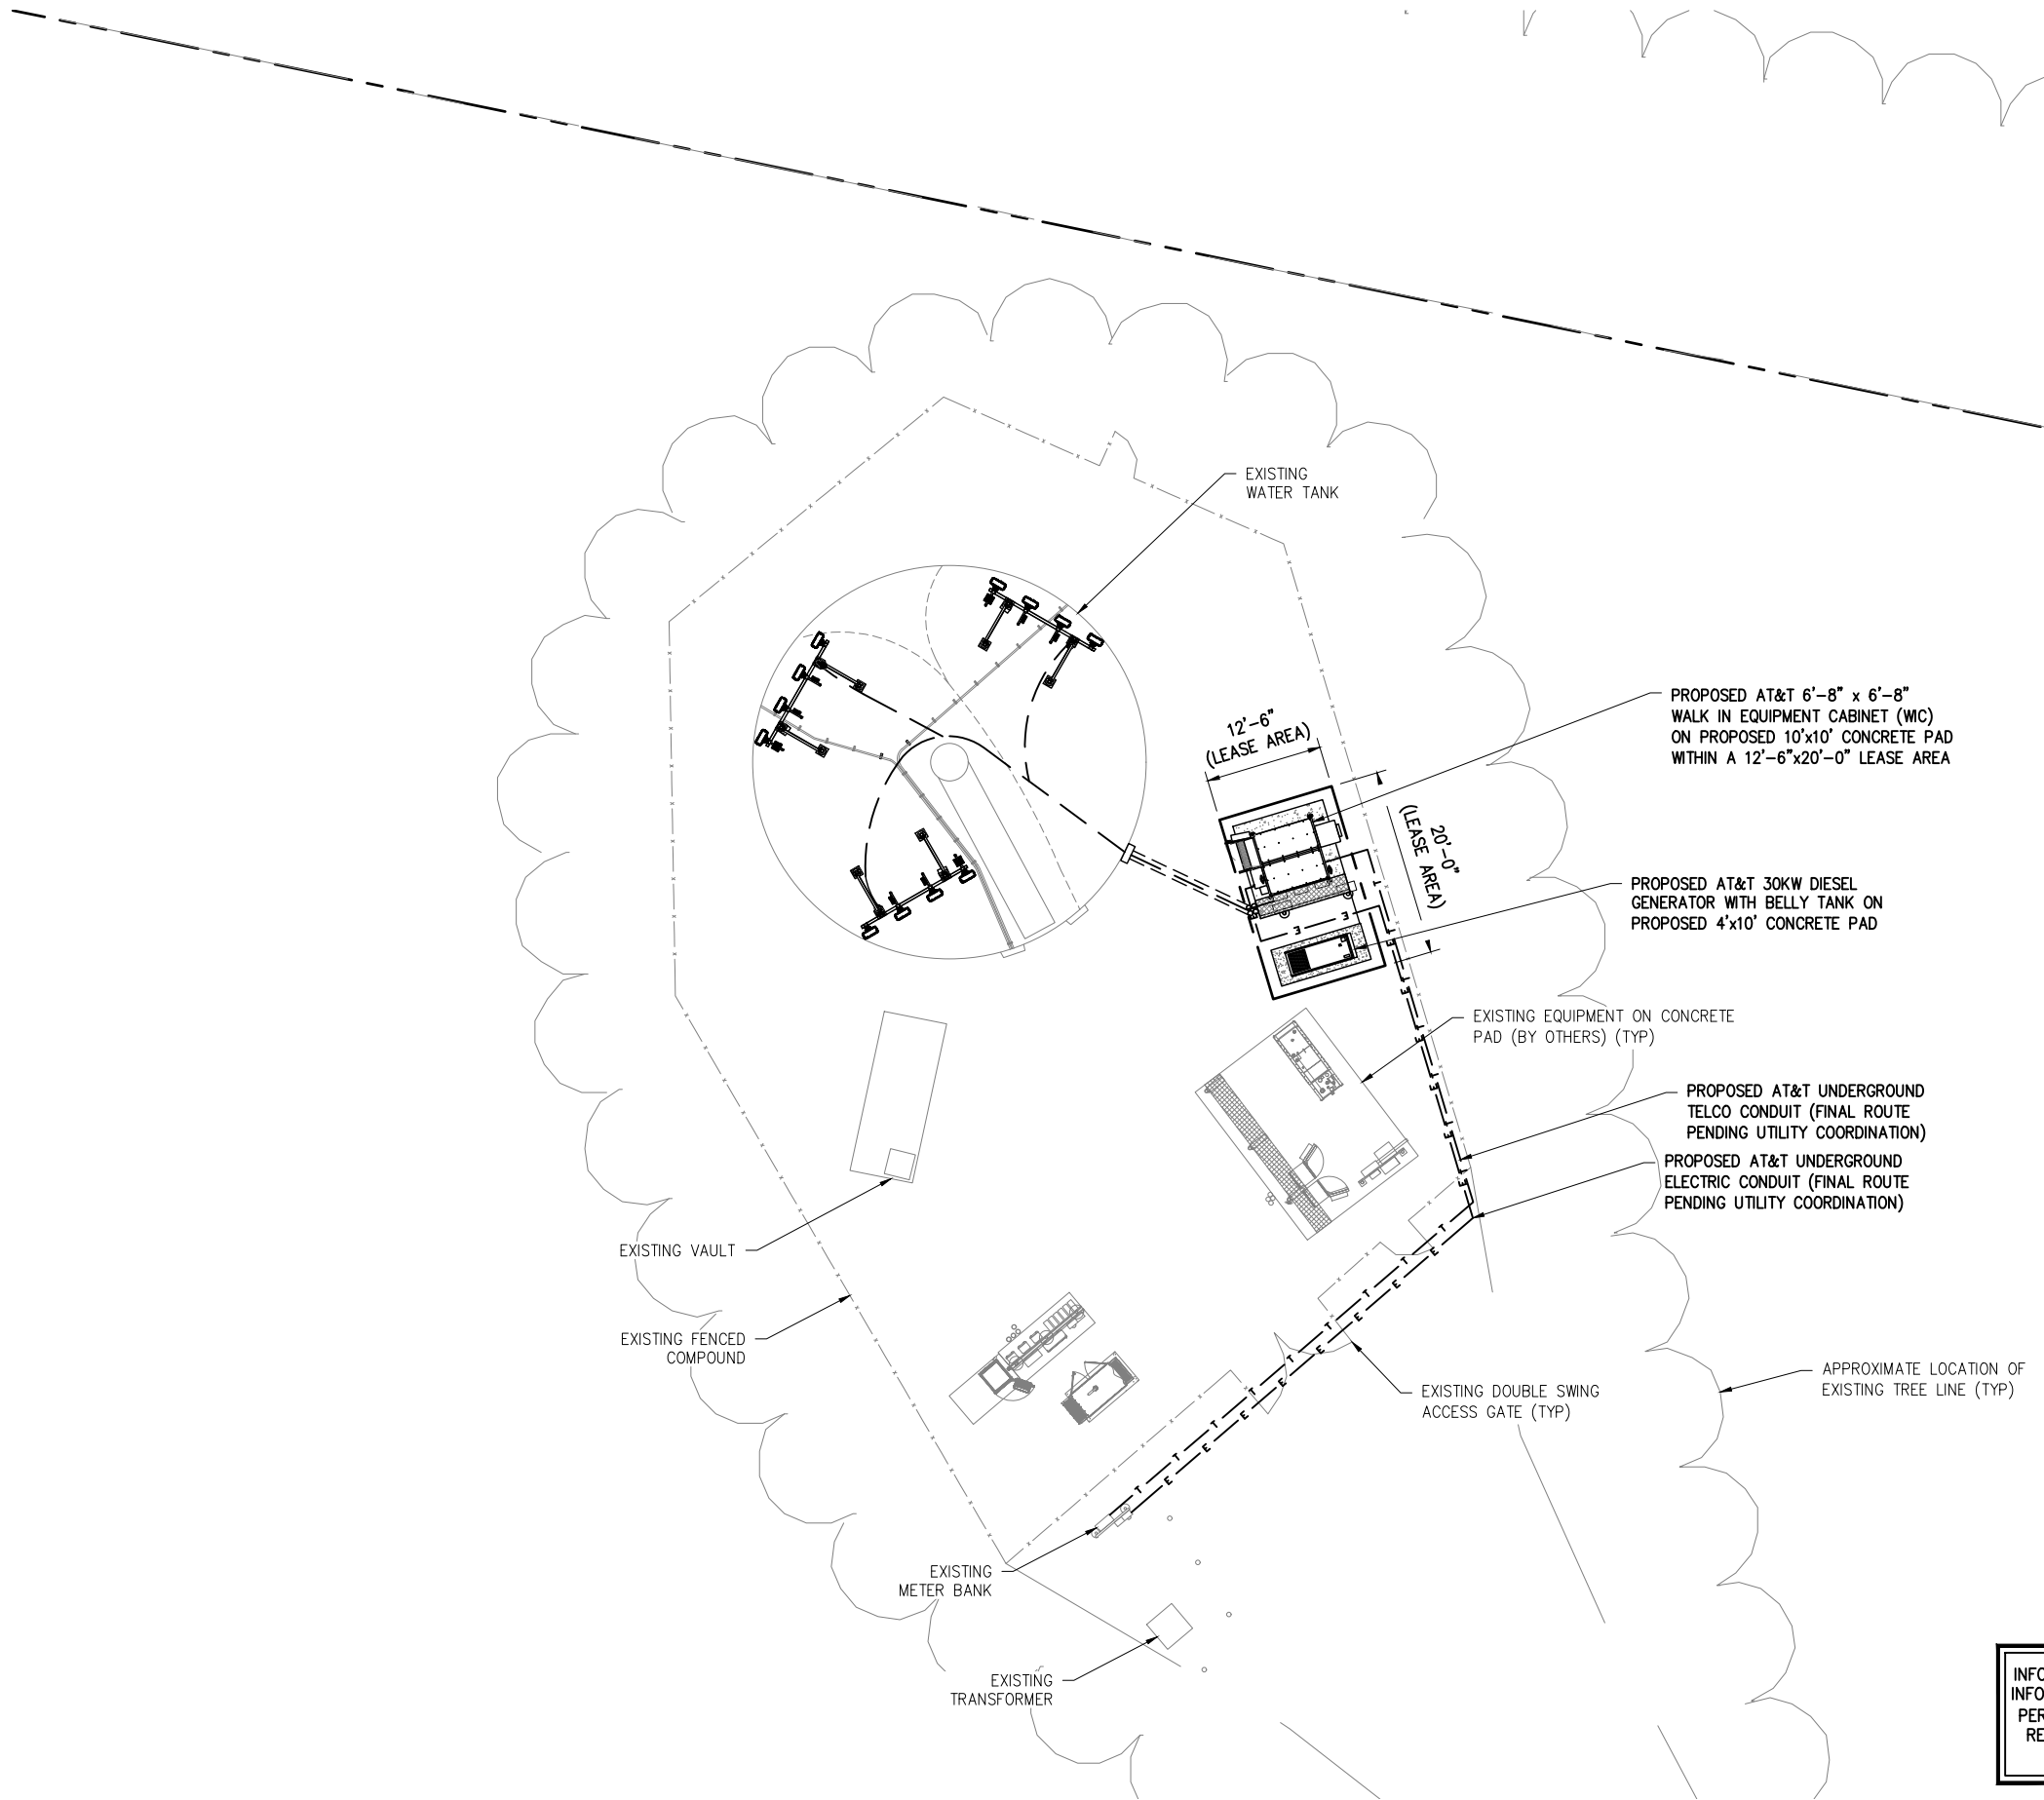 EXISTING
WATER TANK
12'-6"
(LEASE AREA)
20'-0"
(LEASE AREA)
PROPOSED AT&T 6'-8" x 6'-8"
WALK IN EQUIPMENT CABINET (WIC)
ON PROPOSED 10'x10' CONCRETE PAD
WITHIN A 12'-6"x20'-0" LEASE AREA
PROPOSED AT&T 30KW DIESEL
GENERATOR WITH BELLY TANK ON
PROPOSED 4'x10' CONCRETE PAD
EXISTING EQUIPMENT ON CONCRETE
PAD (BY OTHERS) (TYP)
PROPOSED AT&T UNDERGROUND
TELCO CONDUIT (FINAL ROUTE
PENDING UTILITY COORDINATION)
PROPOSED AT&T UNDERGROUND
ELECTRIC CONDUIT (FINAL ROUTE
PENDING UTILITY COORDINATION)
EXISTING VAULT
EXISTING FENCED
COMPOUND
APPROXIMATE LOCATION OF
EXISTING TREE LINE (TYP)
EXISTING DOUBLE SWING
ACCESS GATE (TYP)
EXISTING
METER BANK
EXISTING
TRANSFORMER